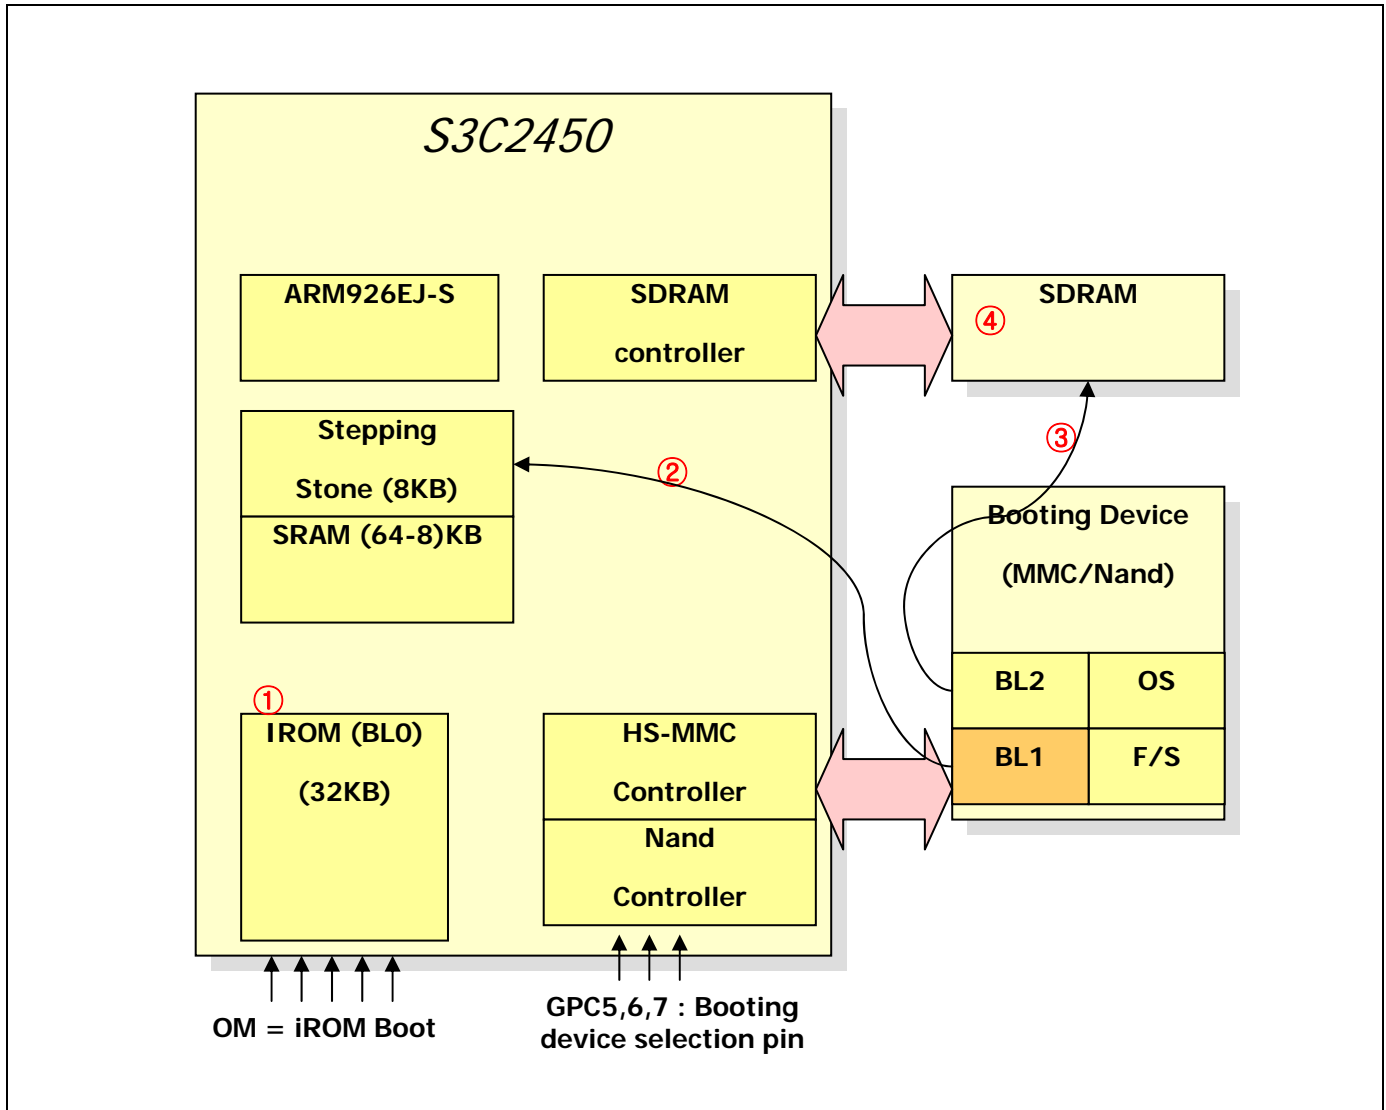 S3C2450
ARM926EJ-S
SDRAM
controller
④
SDRAM
Stepping
Stone (8KB)
SRAM (64-8)KB
②
③
Booting Device
(MMC/Nand)
BL2
OS
BL1
F/S
①
IROM (BL0)
(32KB)
HS-MMC
Controller
Nand
Controller
OM = iROM Boot
GPC5,6,7 : Booting
device selection pin